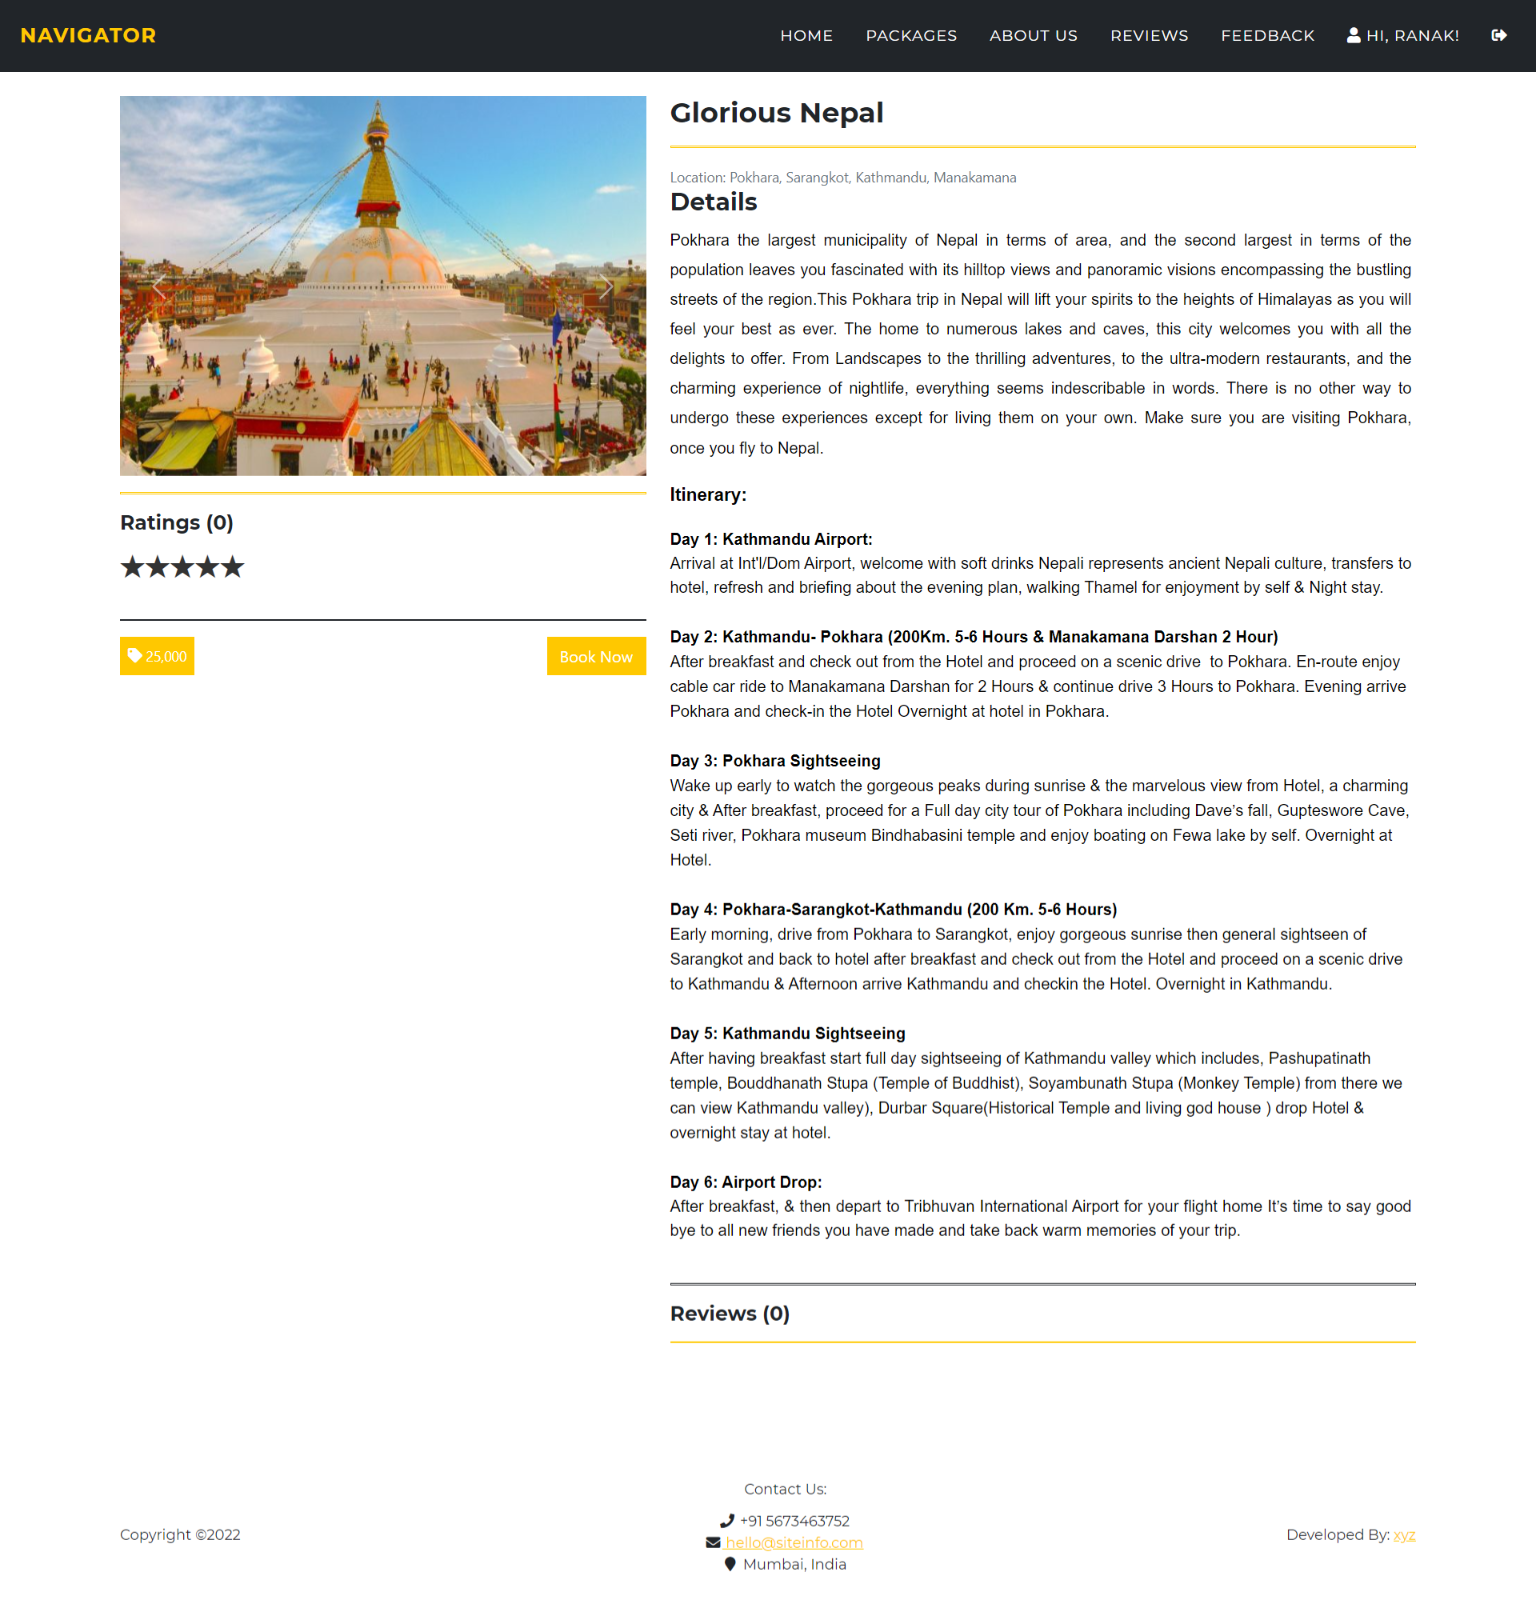 NAVIGATOR
HOME PACKAGES ABOUT US REVIEWS FEEDBACK HI, RANAK!
Glorious Nepal
Location: Pokhara, Sarangkot, Kathmandu, Manakamana
Details
Pokhara the largest municipality of Nepal in terms of area, and the second largest in terms of the
population leaves you fascinated with its hilltop views and panoramic visions encompassing the bustling
streets of the region.This Pokhara trip in Nepal will lift your spirits to the heights of Himalayas as you will
feel your best as ever. The home to numerous lakes and caves, this city welcomes you with all the
delights to offer. From Landscapes to the thrilling adventures, to the ultra-modern restaurants, and the
charming experience of nightlife, everything seems indescribable in words. There is no other way to
undergo these experiences except for living them on your own. Make sure you are visiting Pokhara,
once you fly to Nepal.
Itinerary:
Day 1: Kathmandu Airport:
Arrival at Int'l/Dom Airport, welcome with soft drinks Nepali represents ancient Nepali culture, transfers to
hotel, refresh and briefing about the evening plan, walking Thamel for enjoyment by self & Night stay.
Day 2: Kathmandu- Pokhara (200Km. 5-6 Hours & Manakamana Darshan 2 Hour)
After breakfast and check out from the Hotel and proceed on a scenic drive  to Pokhara. En-route enjoy
cable car ride to Manakamana Darshan for 2 Hours & continue drive 3 Hours to Pokhara. Evening arrive
Pokhara and check-in the Hotel Overnight at hotel in Pokhara.
Day 3: Pokhara Sightseeing
Wake up early to watch the gorgeous peaks during sunrise & the marvelous view from Hotel, a charming
city & After breakfast, proceed for a Full day city tour of Pokhara including Dave’s fall, Gupteswore Cave,
Seti river, Pokhara museum Bindhabasini temple and enjoy boating on Fewa lake by self. Overnight at
Hotel.
Day 4: Pokhara-Sarangkot-Kathmandu (200 Km. 5-6 Hours)
Early morning, drive from Pokhara to Sarangkot, enjoy gorgeous sunrise then general sightseen of
Sarangkot and back to hotel after breakfast and check out from the Hotel and proceed on a scenic drive
to Kathmandu & Afternoon arrive Kathmandu and checkin the Hotel. Overnight in Kathmandu.
Day 5: Kathmandu Sightseeing
After having breakfast start full day sightseeing of Kathmandu valley which includes, Pashupatinath
temple, Bouddhanath Stupa (Temple of Buddhist), Soyambunath Stupa (Monkey Temple) from there we
can view Kathmandu valley), Durbar Square(Historical Temple and living god house ) drop Hotel &
overnight stay at hotel.
Day 6: Airport Drop:
After breakfast, & then depart to Tribhuvan International Airport for your flight home It’s time to say good
bye to all new friends you have made and take back warm memories of your trip.
Reviews (0)
Ratings (0)
25,000
Book Now
Copyright ©2022
Contact Us:
+91 5673463752
hello@siteinfo.com
Mumbai, India
Developed By: xyz